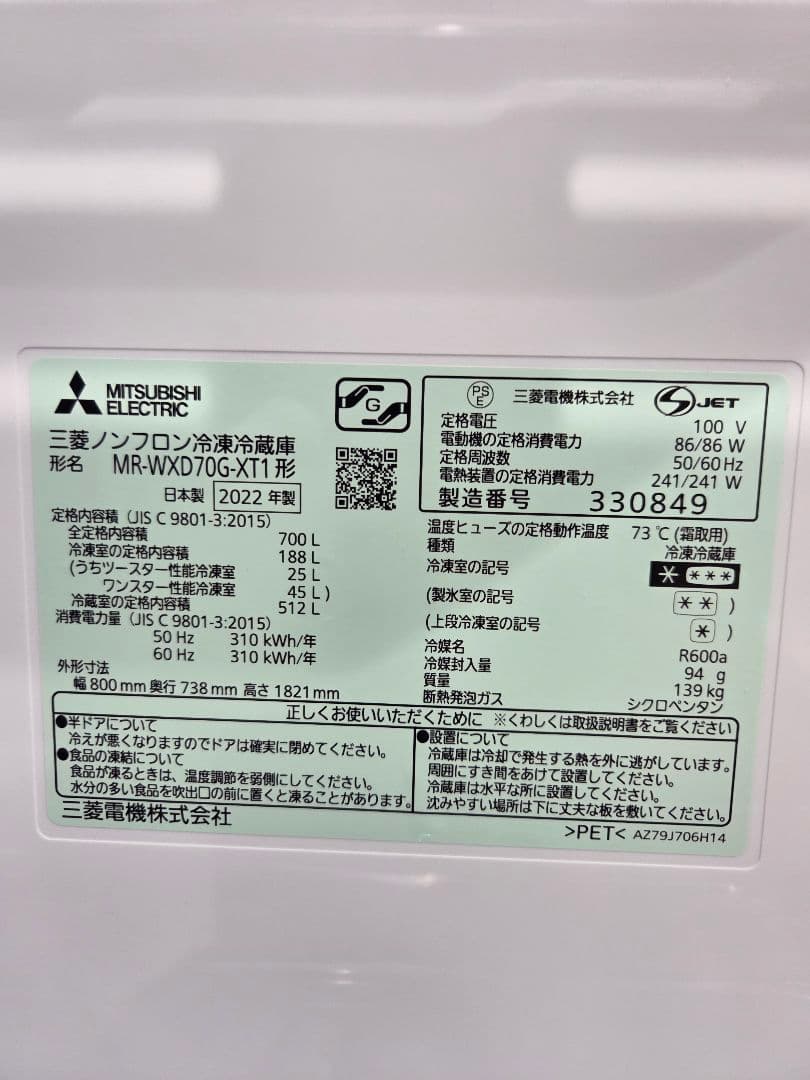 MITSUBISHI
ELECTRIC
G
三菱ノンフロン冷凍冷蔵庫
形名 MR-WXD70G-XT1 形
日本製 2022 年製
定格内容積（JIS C 9801-3:2015）
全定格内容積 700 L
冷凍室の定格内容積 188 L
(うちツースター性能冷凍室 25 L
ワンスター性能冷凍室 45 L )
冷蔵室の定格内容積 512 L
消費電力量（JIS C 9801-3:2015）
50 Hz 310 kWh/年
60 Hz 310 kWh/年
外形寸法
幅 800 mm 奥行 738 mm 高さ 1821 mm
PS
E
三菱電機株式会社
S JET
定格電圧 100 V
電動機の定格消費電力 86/86 W
定格周波数 50/60 Hz
電熱装置の定格消費電力 241/241 W
製造番号 330849
温度ヒューズの定格動作温度 73 ℃ (霜取用)
種類 冷凍冷蔵庫
冷凍室の記号 * ***
(製氷室の記号 ** )
(上段冷凍室の記号 * )
冷媒名 R600a
冷媒封入量 94 g
質量 139 kg
断熱発泡ガス シクロペンタン
正しくお使いいただくために ※くわしくは取扱説明書をご覧ください
●半ドアについて
冷えが悪くなりますのでドアは確実に閉めてください。
●食品の凍結について
食品が凍るときは、温度調節を弱側にしてください。
水分の多い食品を吹出口の前に置くと凍ることがあります。
●設置について
冷蔵庫は冷却で発生する熱を外に逃がしています。
周囲にすき間をあけて設置してください。
冷蔵庫は水平な所に設置してください。
沈みやすい場所は下に丈夫な板を敷いてください。
三菱電機株式会社
>PET< AZ79J706H14